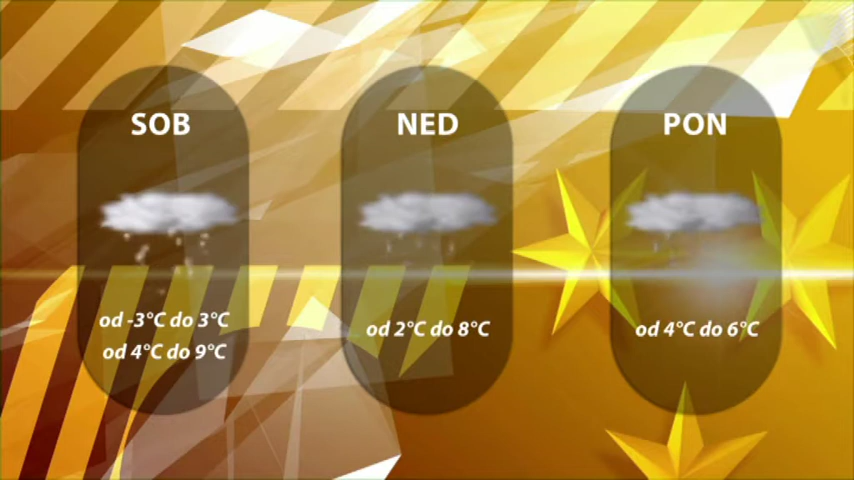 SOB
od -3°C do 3°C
od 4°C do 9°C
NED
od 2°C do 8°C
PON
od 4°C do 6°C